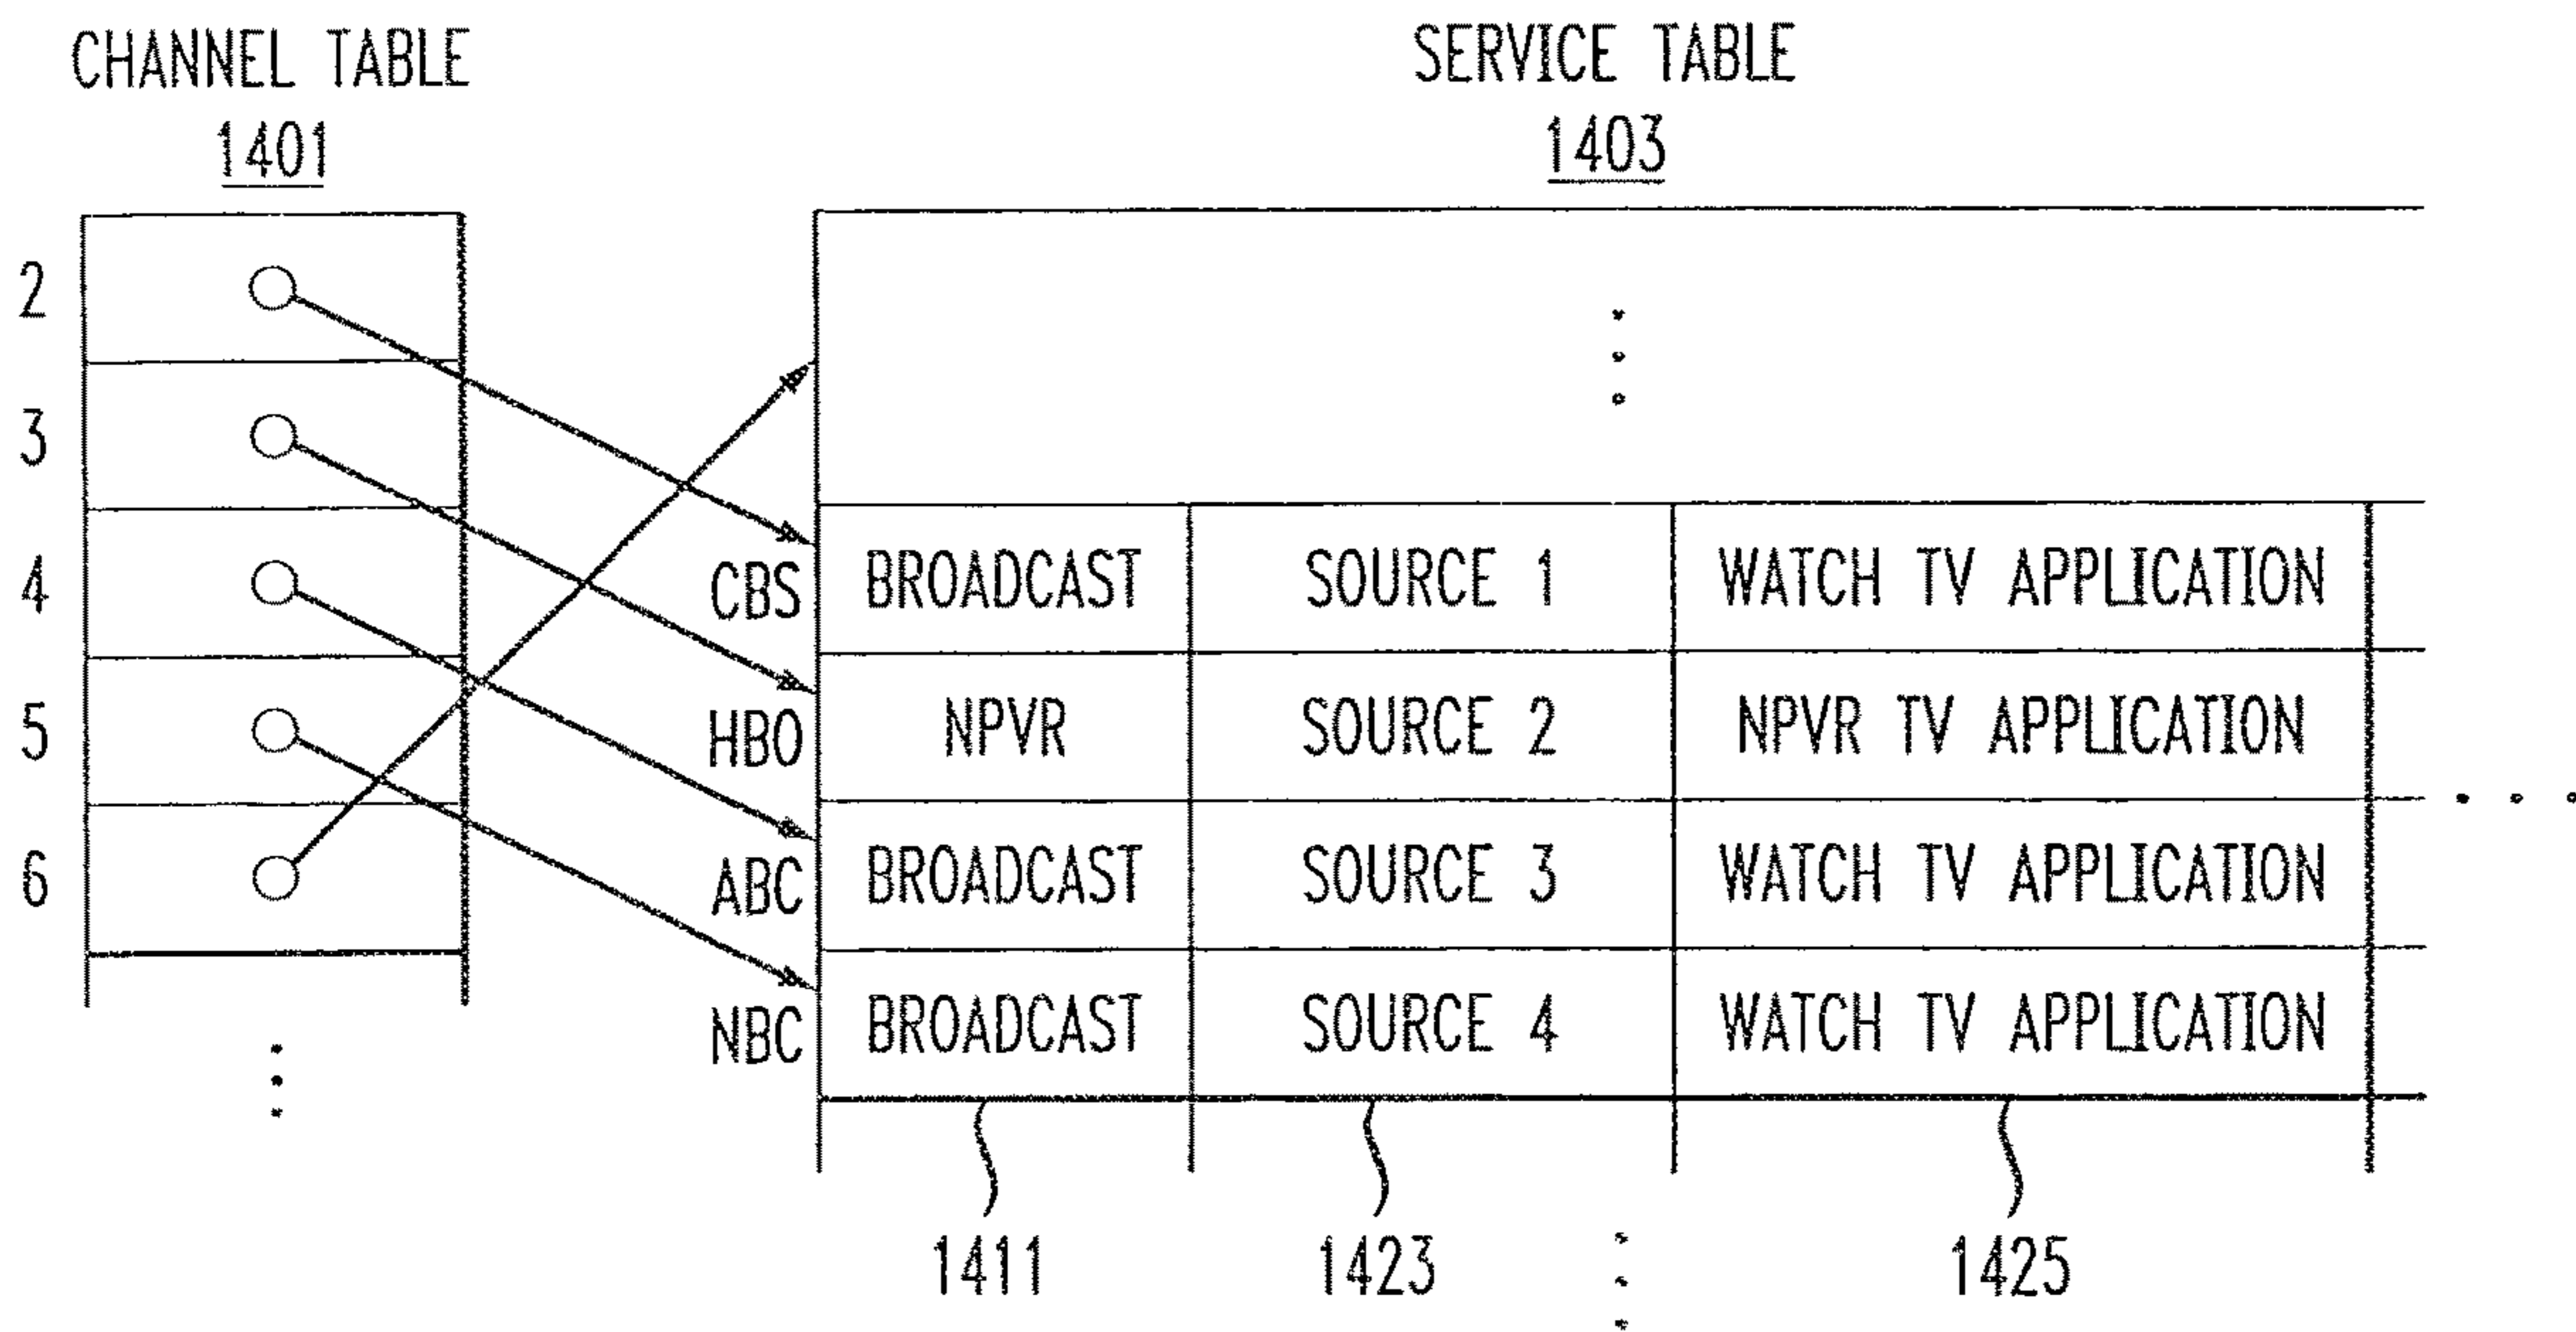 CHANNEL TABLE
1401
SERVICE TABLE
1403
2
3
4
5
6
CBS BROADCAST SOURCE 1 WATCH TV APPLICATION
HBO NPVR SOURCE 2 NPVR TV APPLICATION
ABC BROADCAST SOURCE 3 WATCH TV APPLICATION
NBC BROADCAST SOURCE 4 WATCH TV APPLICATION
1411 1423 1425